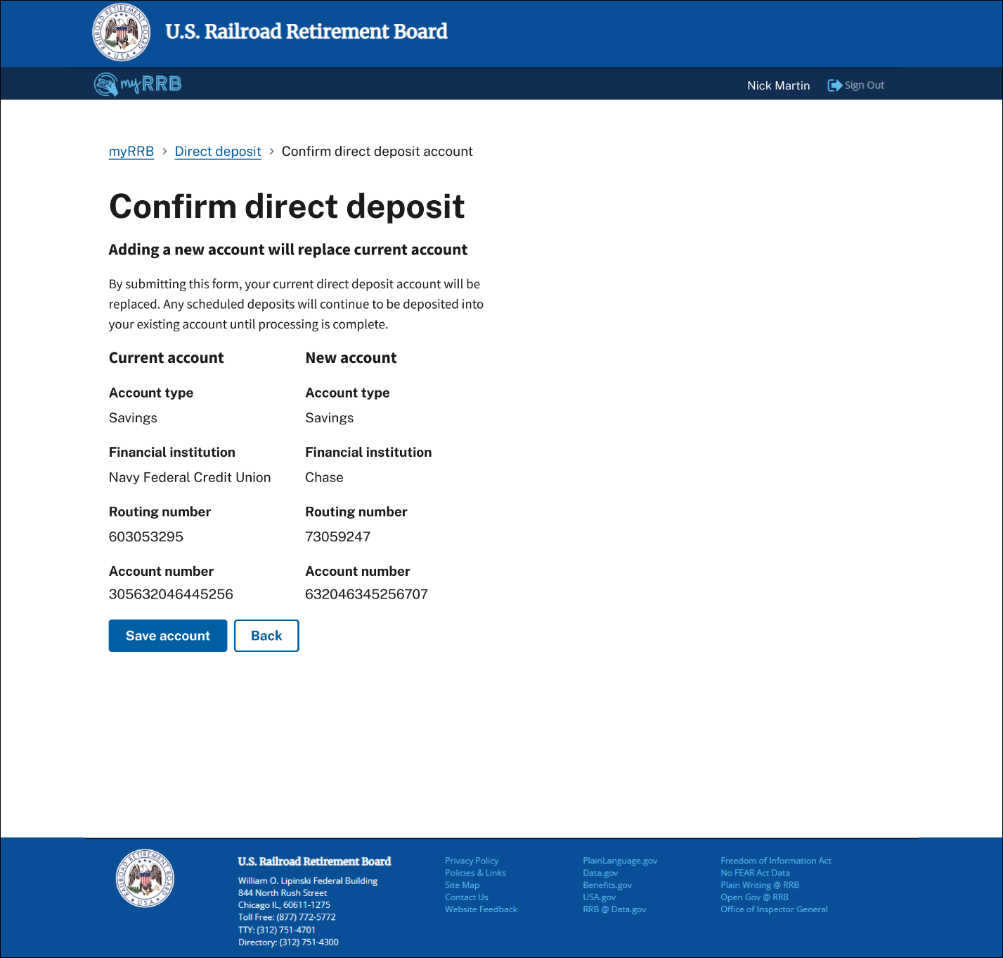 U.S. Railroad Retirement Board
myRRB
Nick Martin Sign Out
myRRB > Direct deposit > Confirm direct deposit account
Confirm direct deposit
Adding a new account will replace current account
By submitting this form, your current direct deposit account will be
replaced. Any scheduled deposits will continue to be deposited into
your existing account until processing is complete.
Current account
Account type
Savings
Financial institution
Navy Federal Credit Union
Routing number
603053295
Account number
305632046445256
New account
Account type
Savings
Financial institution
Chase
Routing number
73059247
Account number
632046345256707
Save account
Back
U.S. Railroad Retirement Board
William O. Lipinski Federal Building
844 North Rush Street
Chicago IL, 60611-1275
Toll Free: (877) 772-5772
TTY: (312) 751-4701
Directory: (312) 751-4300
Privacy Policy
Policies & Links
Site Map
Contact Us
Website Feedback
PlainLanguage.gov
Data.gov
Benefits.gov
USA.gov
RRB @ Data.gov
Freedom of Information Act
No FEAR Act Data
Plain Writing @ RRB
Open Gov @ RRB
Office of Inspector General